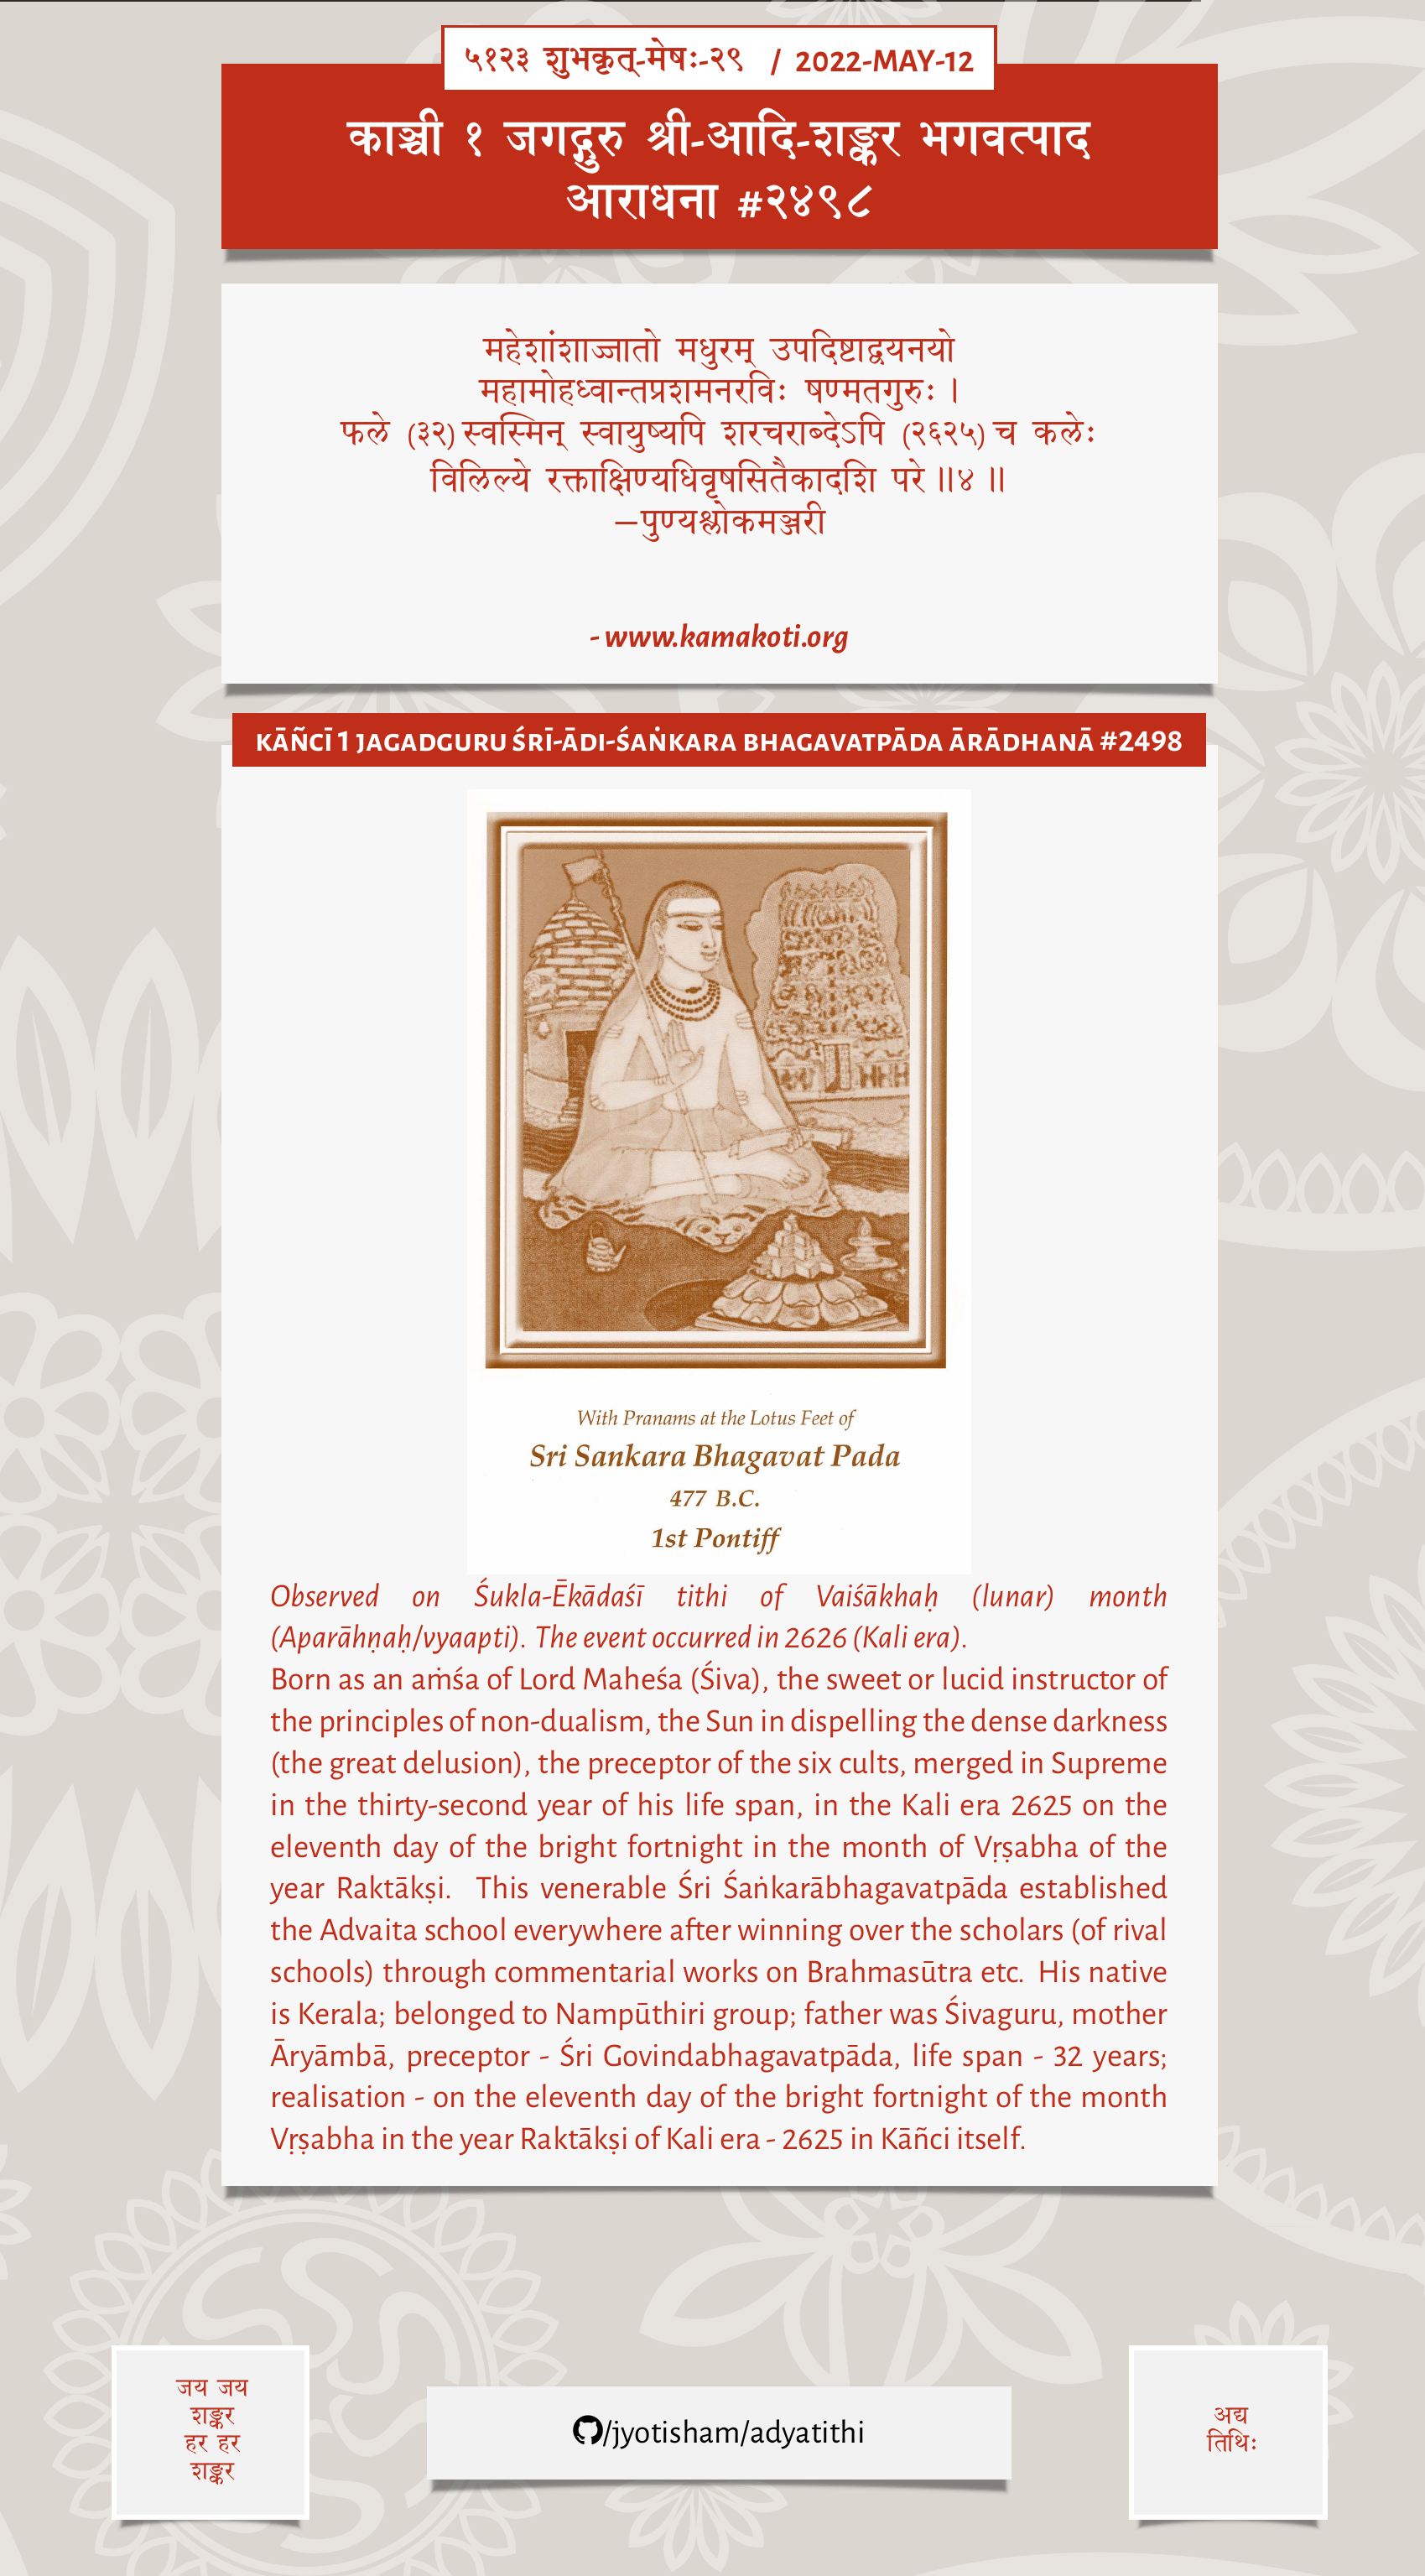 ५१२३ शुभकृत्-मेषः-२९ / 2022-MAY-12
काञ्ची १ जगद्गुरु श्री-आदि-शङ्कर भगवत्पाद
आराधना #२४९८
महेशांशाज्जातो मधुरम् उपदिष्टाद्वयनयो
महामोहध्वान्तप्रशमनरविः षण्मतगुरुः ।
फले (३२) स्वस्मिन् स्वायुष्यपि शरचराब्देऽपि (२६२५) च कलेः
विलिल्ये रक्ताक्षिण्यधिवृषसितैकादशि परे ॥४ ॥
—पुण्यश्लोकमञ्जरी
- www.kamakoti.org
KĀÑCĪ 1 JAGADGURU ŚRĪ-ĀDI-ŚAṄKARA BHAGAVATPĀDA ĀRĀDHANĀ #2498
With Pranams at the Lotus Feet of
Sri Sankara Bhagavat Pada
477 B.C.
1st Pontiff
Observed on Śukla-Ēkādaśī tithi of Vaiśākhaḥ (lunar) month
(Aparāhṇaḥ/vyaapti). The event occurred in 2626 (Kali era).
Born as an aṁśa of Lord Maheśa (Śiva), the sweet or lucid instructor of
the principles of non-dualism, the Sun in dispelling the dense darkness
(the great delusion), the preceptor of the six cults, merged in Supreme
in the thirty-second year of his life span, in the Kali era 2625 on the
eleventh day of the bright fortnight in the month of Vṛṣabha of the
year Raktākṣi. This venerable Śri Śaṅkarābhagavatpāda established
the Advaita school everywhere after winning over the scholars (of rival
schools) through commentarial works on Brahmasūtra etc. His native
is Kerala; belonged to Nampūthiri group; father was Śivaguru, mother
Āryāmbā, preceptor - Śri Govindabhagavatpāda, life span - 32 years;
realisation - on the eleventh day of the bright fortnight of the month
Vṛṣabha in the year Raktākṣi of Kali era - 2625 in Kāñci itself.
जय जय
शङ्कर
हर हर
शङ्कर
/jyotisham/adyatithi
अद्य
तिथिः